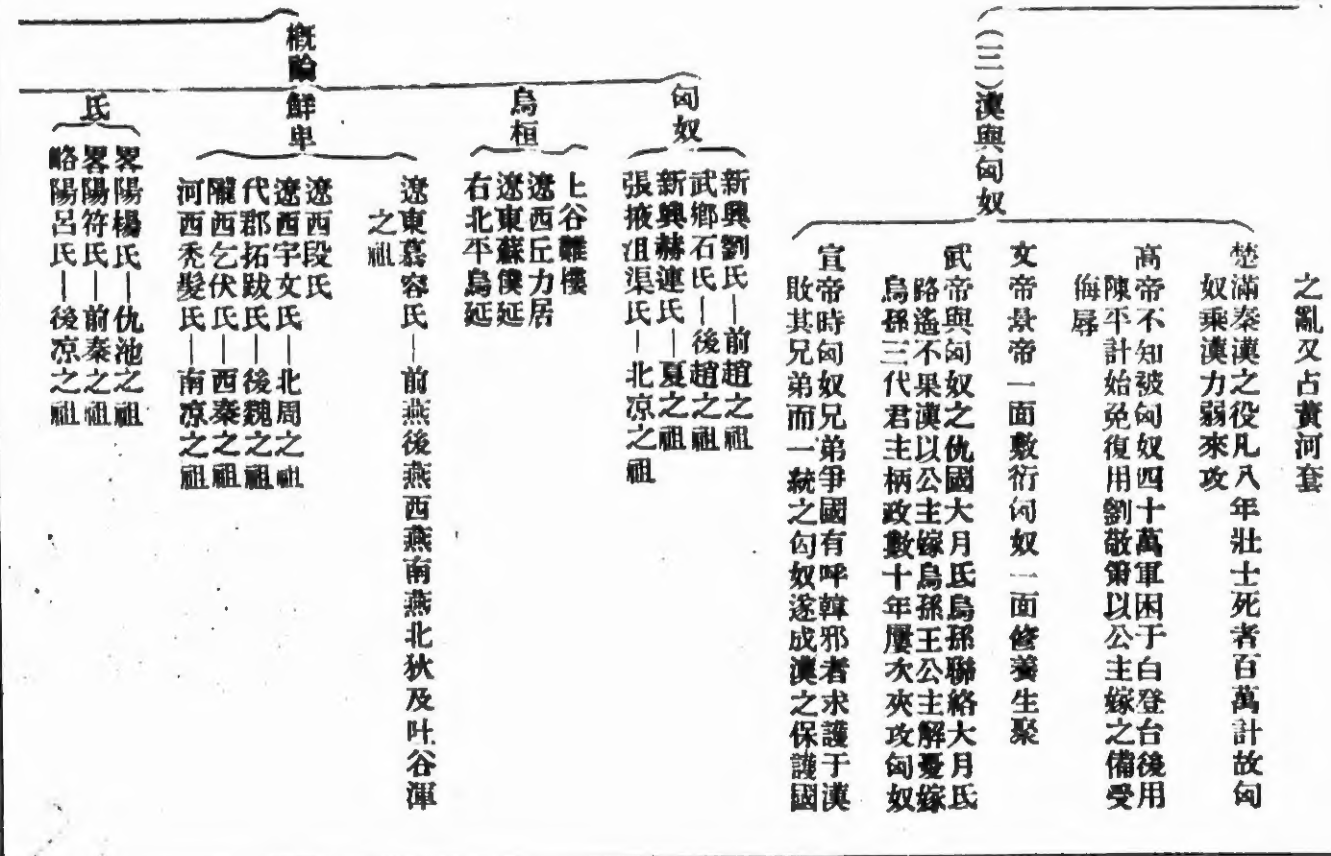 之亂又占黃河套
（三）漢與匈奴
楚滿秦漢之役凡八年壯士死者百萬計故匈
奴乘漢力弱來攻
高帝不知被匈奴四十萬軍困于白登台後用
陳平計始免復用劉敬策以公主嫁之備受
侮辱
文帝景帝一面敷衍匈奴一面修養生聚
武帝與匈奴之仇國大月氏烏孫聯絡大月氏
路遙不果漢以公主嫁烏孫王公主解憂嫁
烏孫三代君主柄政數十年屢次夾攻匈奴
宣帝時匈奴兄弟爭國有呼韓邪者求護于漢
敗其兄弟而一統之匈奴遂成漢之保護國
概論
匈奴
新興劉氏—前趙之祖
武鄉石氏—後趙之祖
新興赫連氏—夏之祖
張掖沮渠氏—北凉之祖
烏桓
上谷難樓
遼西丘力居
遼東蘇僕延
右北平烏延
鮮卑
遼東慕容氏—前燕後燕西燕南燕北狄及吐谷渾
之祖
遼西段氏
遼西宇文氏—北周之祖
代郡拓跋氏—後魏之祖
隴西乞伏氏—西秦之祖
河西禿髮氏—南凉之祖
氐
畧陽楊氏—仇池之祖
畧陽符氏—前秦之祖
略陽呂氏—後凉之祖